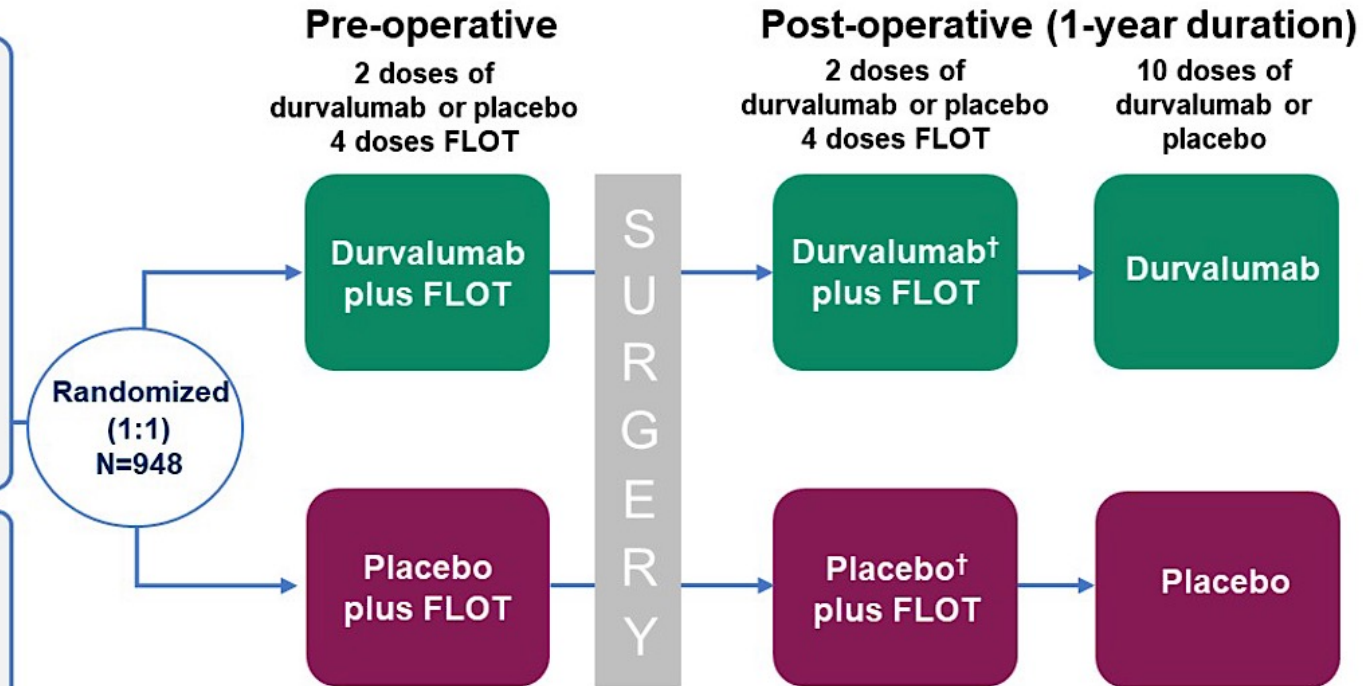 Pre-operative
2 doses of
durvalumab or placebo
4 doses FLOT
Post-operative (1-year duration)
2 doses of
durvalumab or placebo
4 doses FLOT
10 doses of
durvalumab or
placebo
Randomized
(1:1)
N=948
Durvalumab
plus FLOT
SURGERY
Durvalumab†
plus FLOT
Durvalumab
Placebo
plus FLOT
Placebo†
plus FLOT
Placebo